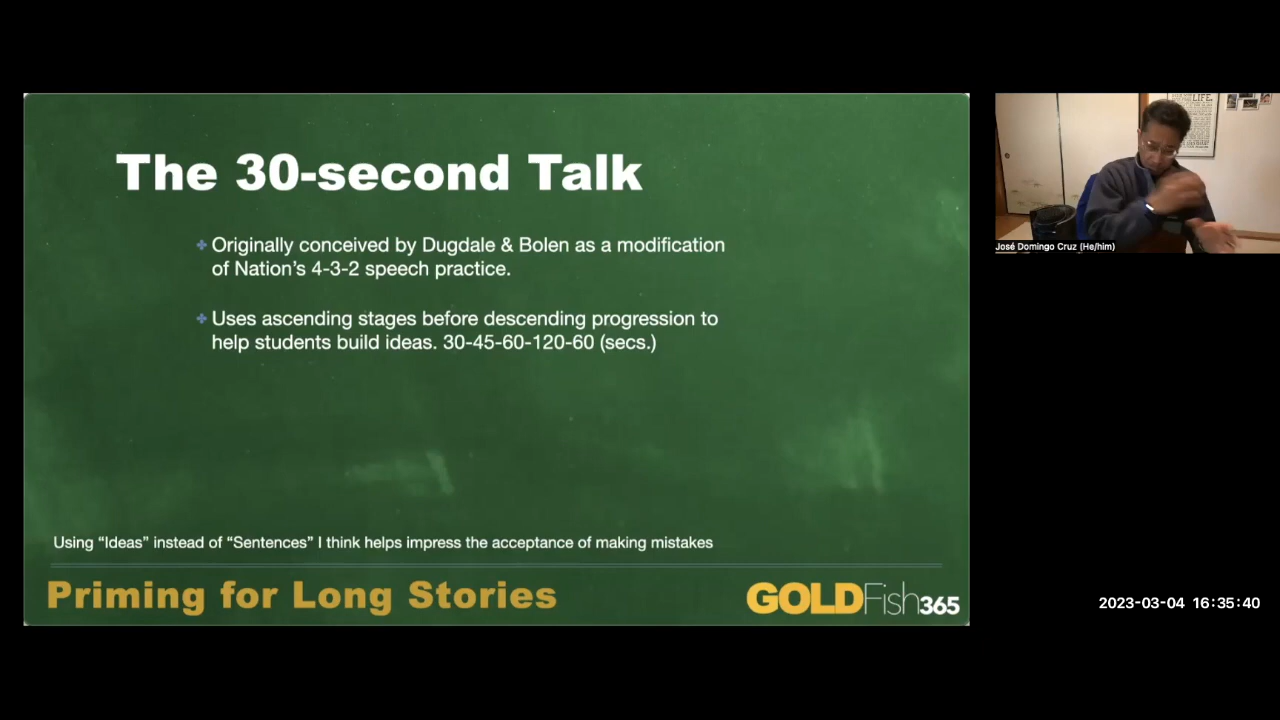 The 30-second Talk
Originally conceived by Dugdale & Bolen as a modification
of Nation's 4-3-2 speech practice.
Uses ascending stages before descending progression to
help students build ideas. 30-45-60-120-60 (secs.)
Using “Ideas” instead of “Sentences” I think helps impress the acceptance of making mistakes
Priming for Long Stories
GOLDFish365
LIFE.
José Domingo Cruz (He/him)
2023-03-04 16:35:40